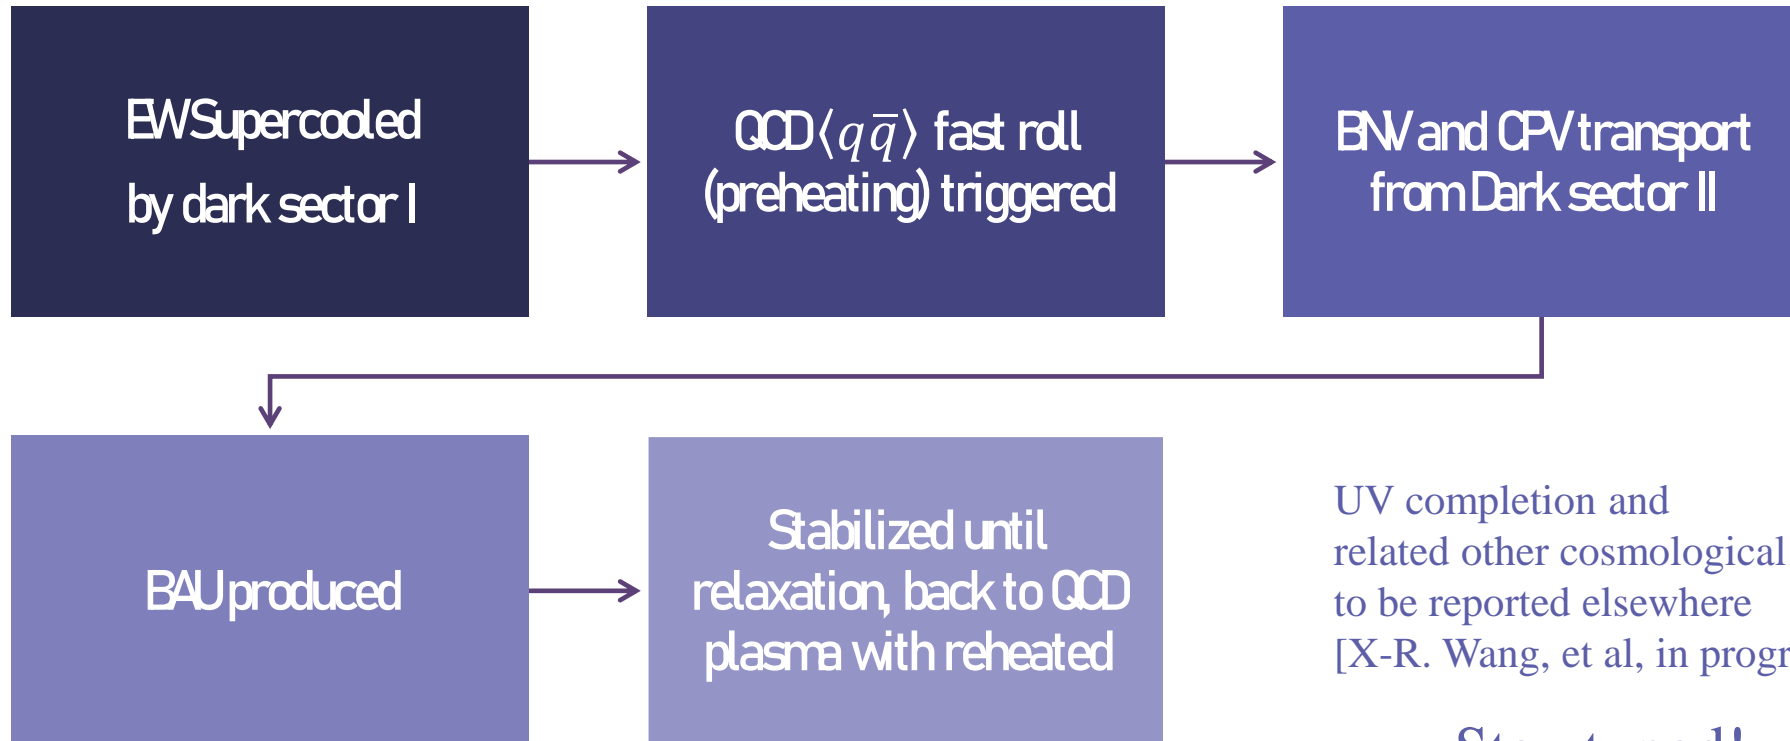 EW Supercooled
by dark sector I
QCD ⟨q q̅⟩ fast roll
(preheating) triggered
BNV and CPV transport
from Dark sector II
BAU produced
Stabilized until
relaxation, back to QCD
plasma with reheated
UV completion and
related other cosmological
to be reported elsewhere
[X-R. Wang, et al, in progr